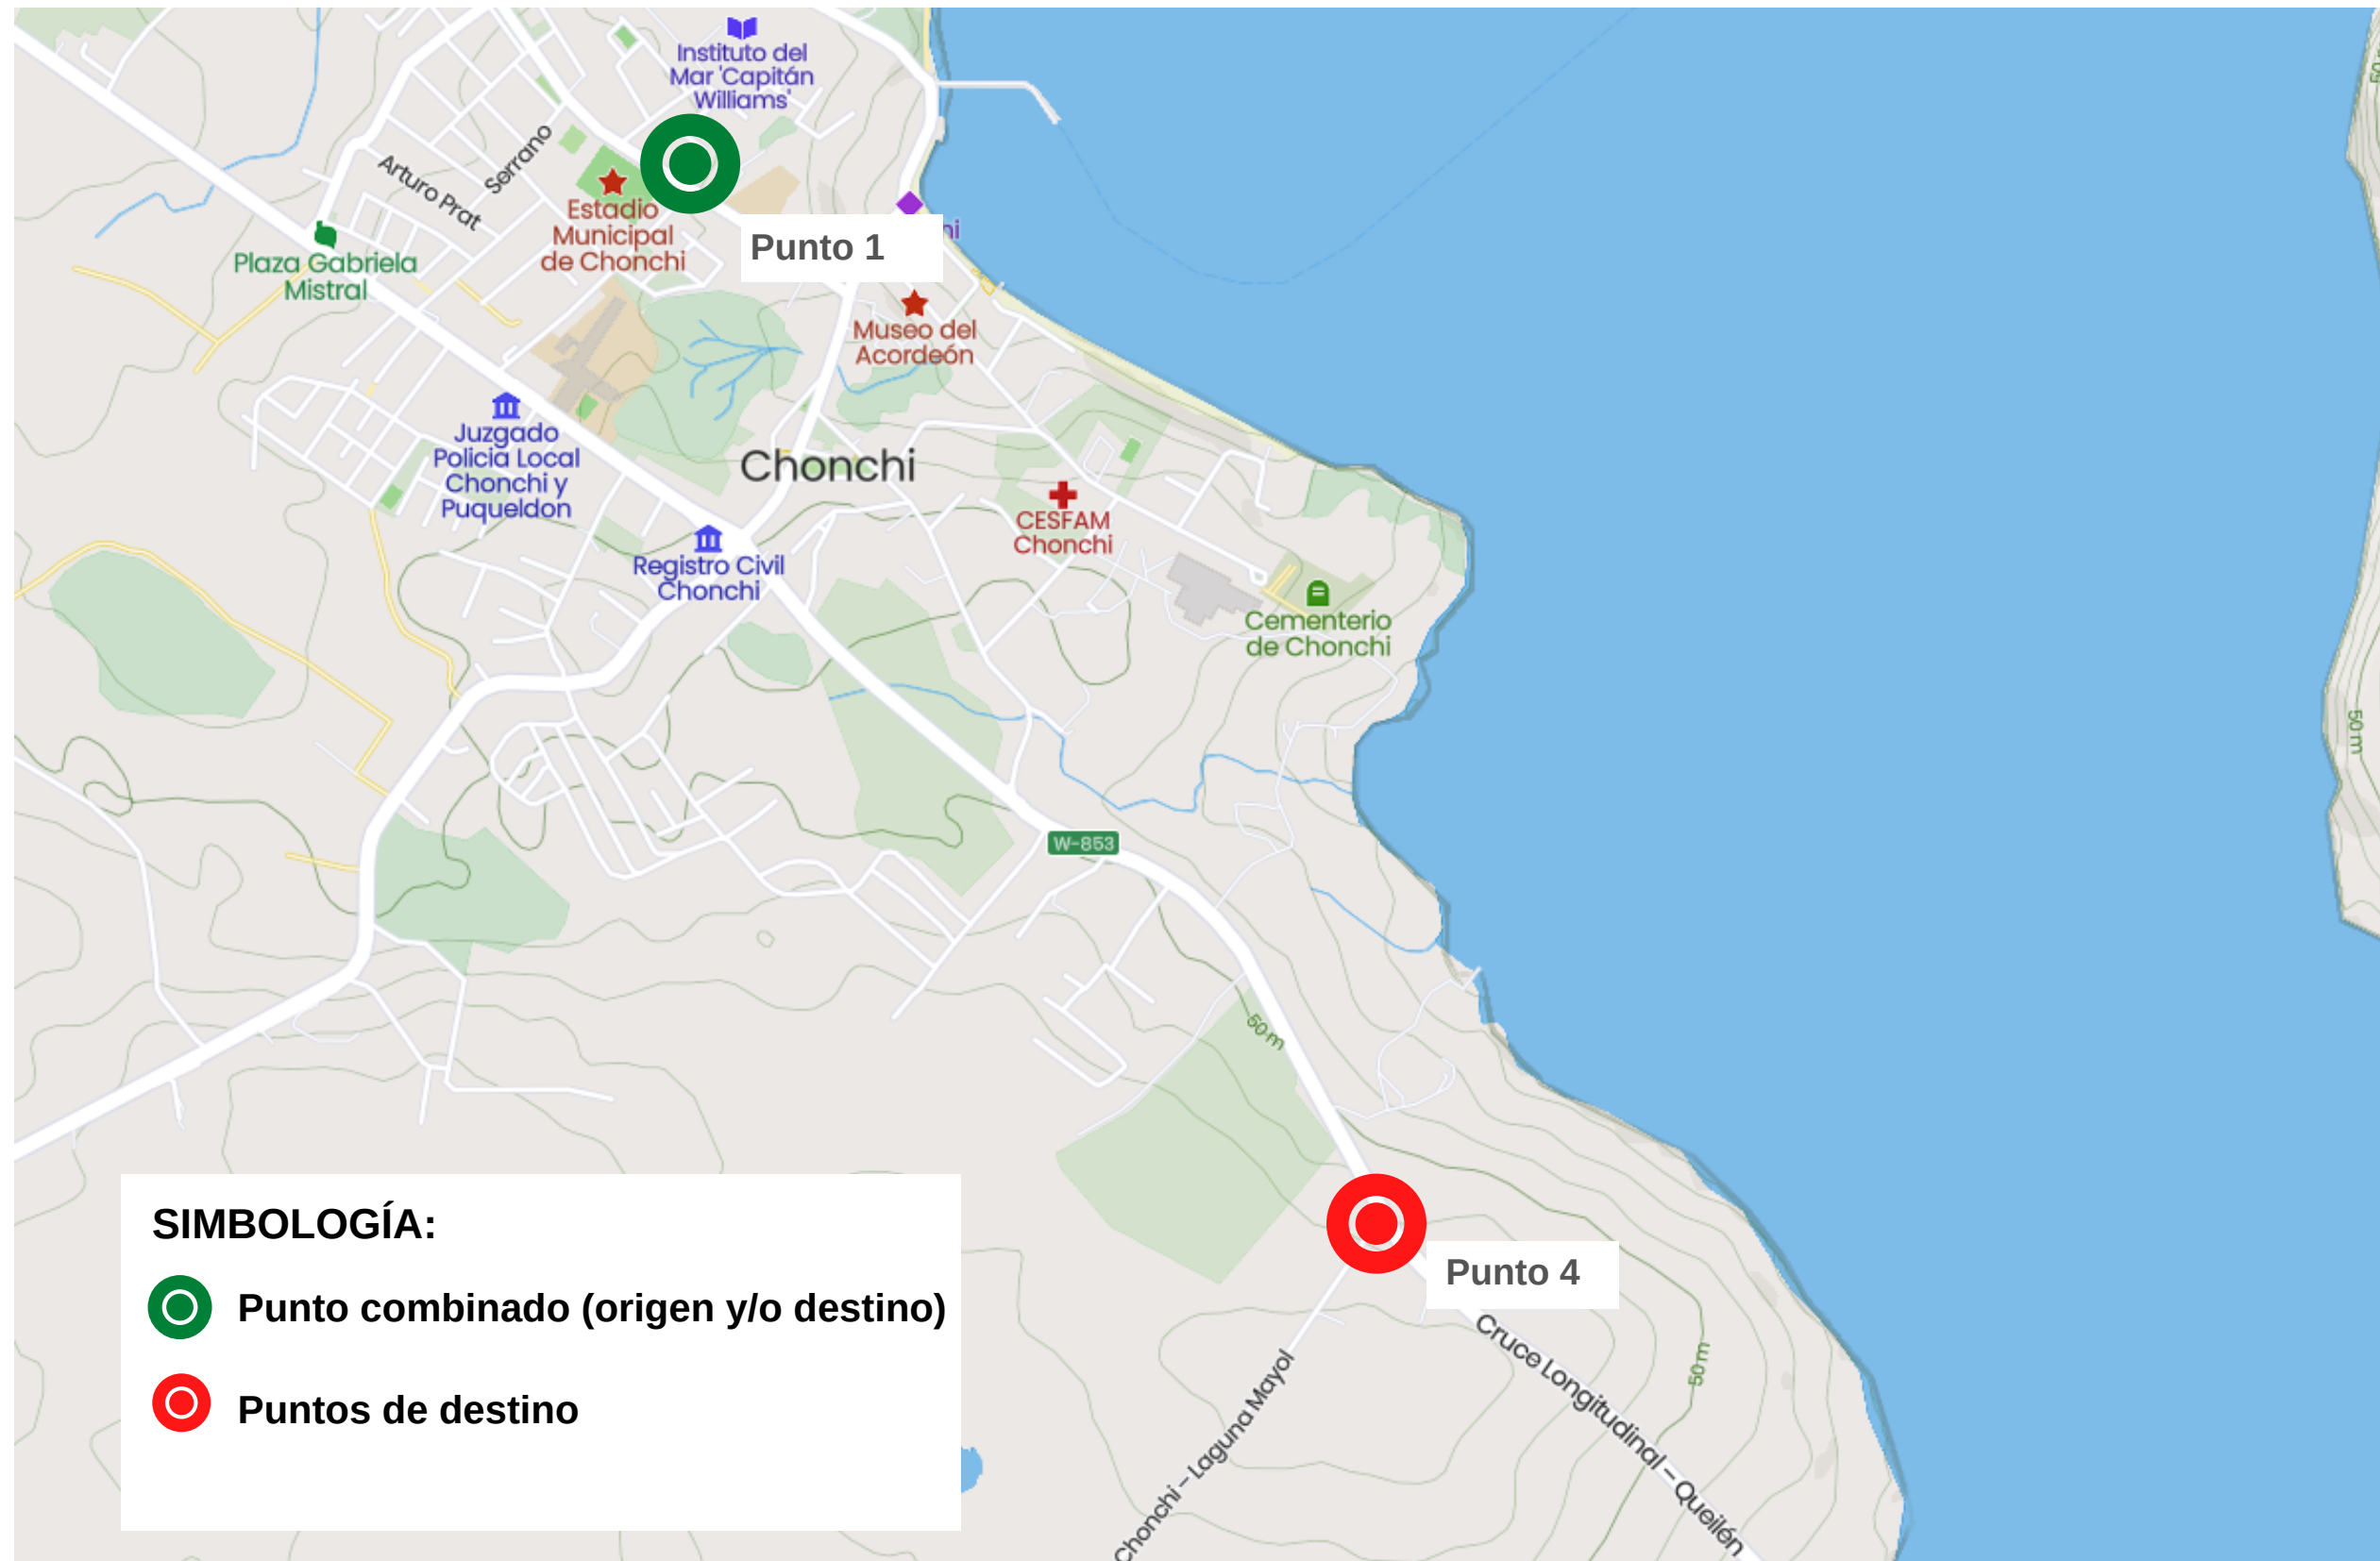 Instituto del
Mar 'Capitán
Williams'
Serrano
Arturo Prat
Estadio
Municipal
de Chonchi
Punto 1
Plaza Gabriela
Mistral
Museo del
Acordeón
Juzgado
Policia Local
Chonchi y
Puqueldon
Chonchi
CESFAM
Chonchi
Registro Civil
Chonchi
Cementerio
de Chonchi
50 m
W-853
50 m
Punto 4
Cruce Longitudinal – Queilén
50 m
Chonchi – Laguna Mayol
SIMBOLOGÍA:
Punto combinado (origen y/o destino)
Puntos de destino